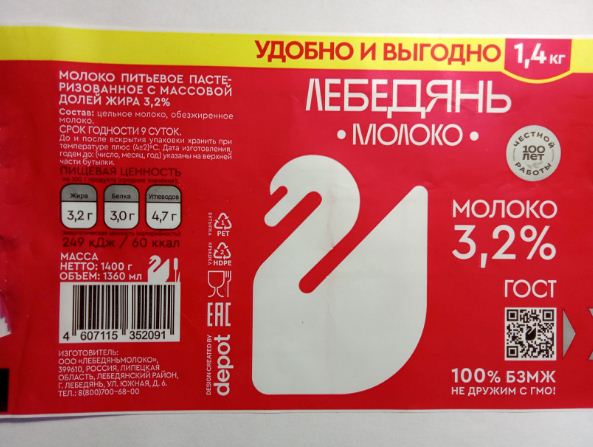 УДОБНО И ВЫГОДНО 1,4 кг
МОЛОКО ПИТЬЕВОЕ ПАСТЕ-
РИЗОВАННОЕ С МАССОВОЙ
ДОЛЕЙ ЖИРА 3,2%
Состав: цельное молоко, обезжиренное
молоко.
СРОК ГОДНОСТИ 9 СУТОК.
До и после вскрытия упаковки хранить при
температуре плюс (4±2)°С. Дата изготовления,
годен до: (число, месяц, год) указаны на верхней
части бутылки.
ПИЩЕВАЯ ЦЕННОСТЬ
Жира Белка Углеводов
3,2 г 3,0 г 4,7 г
249 кДж / 60 ккал
МАССА
НЕТТО: 1400 г
ОБЪЕМ: 1360 мл
4 607115 352091
ИЗГОТОВИТЕЛЬ:
ООО «ЛЕБЕДЯНЬМОЛОКО»,
399610, РОССИЯ, ЛИПЕЦКАЯ
ОБЛАСТЬ, ЛЕБЕДЯНСКИЙ РАЙОН,
Г. ЛЕБЕДЯНЬ, УЛ. ЮЖНАЯ, Д. 6.
ТЕЛ.: 8(800)700-68-00
БУТЫЛКА
1
PET
2
HDPE
EAC
DESIGN CREATED BY
depot
ЛЕБЕДЯНЬ
• МОЛОКО •
ЧЕСТНОЙ
100
ЛЕТ
РАБОТЫ
МОЛОКО
3,2%
ГОСТ
100% БЗМЖ
НЕ ДРУЖИМ С ГМО!